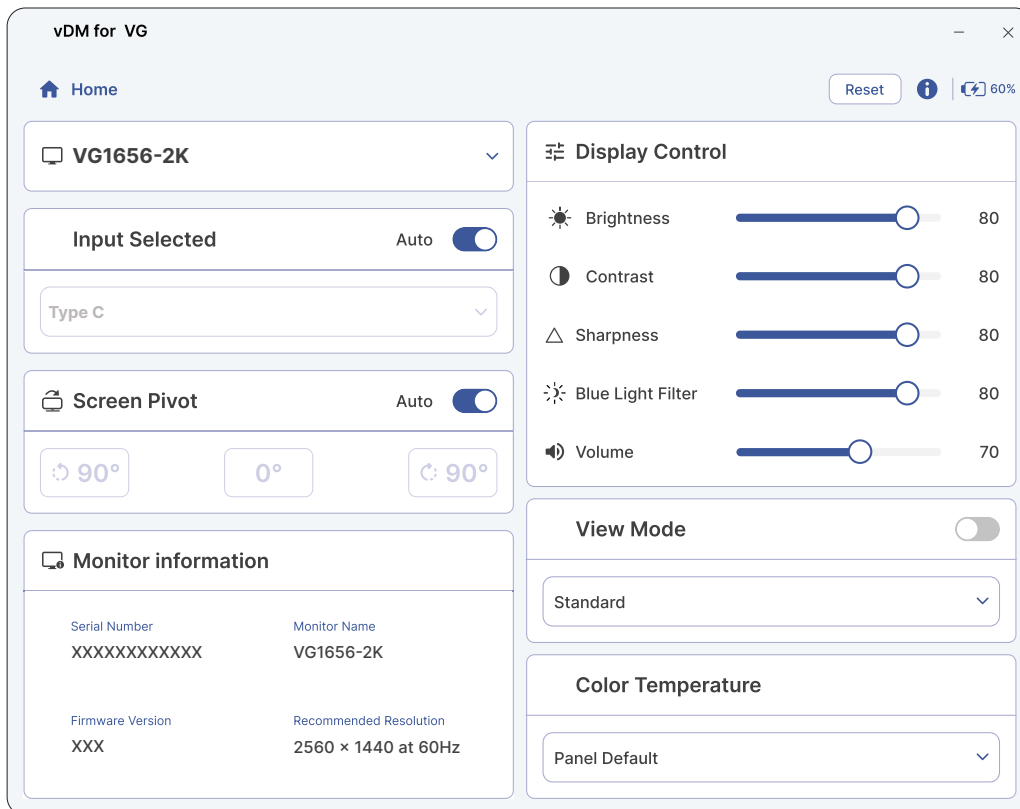 vDM for VG
Home
Reset
60%
VG1656-2K
Input Selected
Auto
Type C
Screen Pivot
Auto
90°
0°
90°
Monitor information
Serial Number
XXXXXXXXXXXX
Monitor Name
VG1656-2K
Firmware Version
XXX
Recommended Resolution
2560 × 1440 at 60Hz
Display Control
Brightness 80
Contrast 80
Sharpness 80
Blue Light Filter 80
Volume 70
View Mode
Standard
Color Temperature
Panel Default